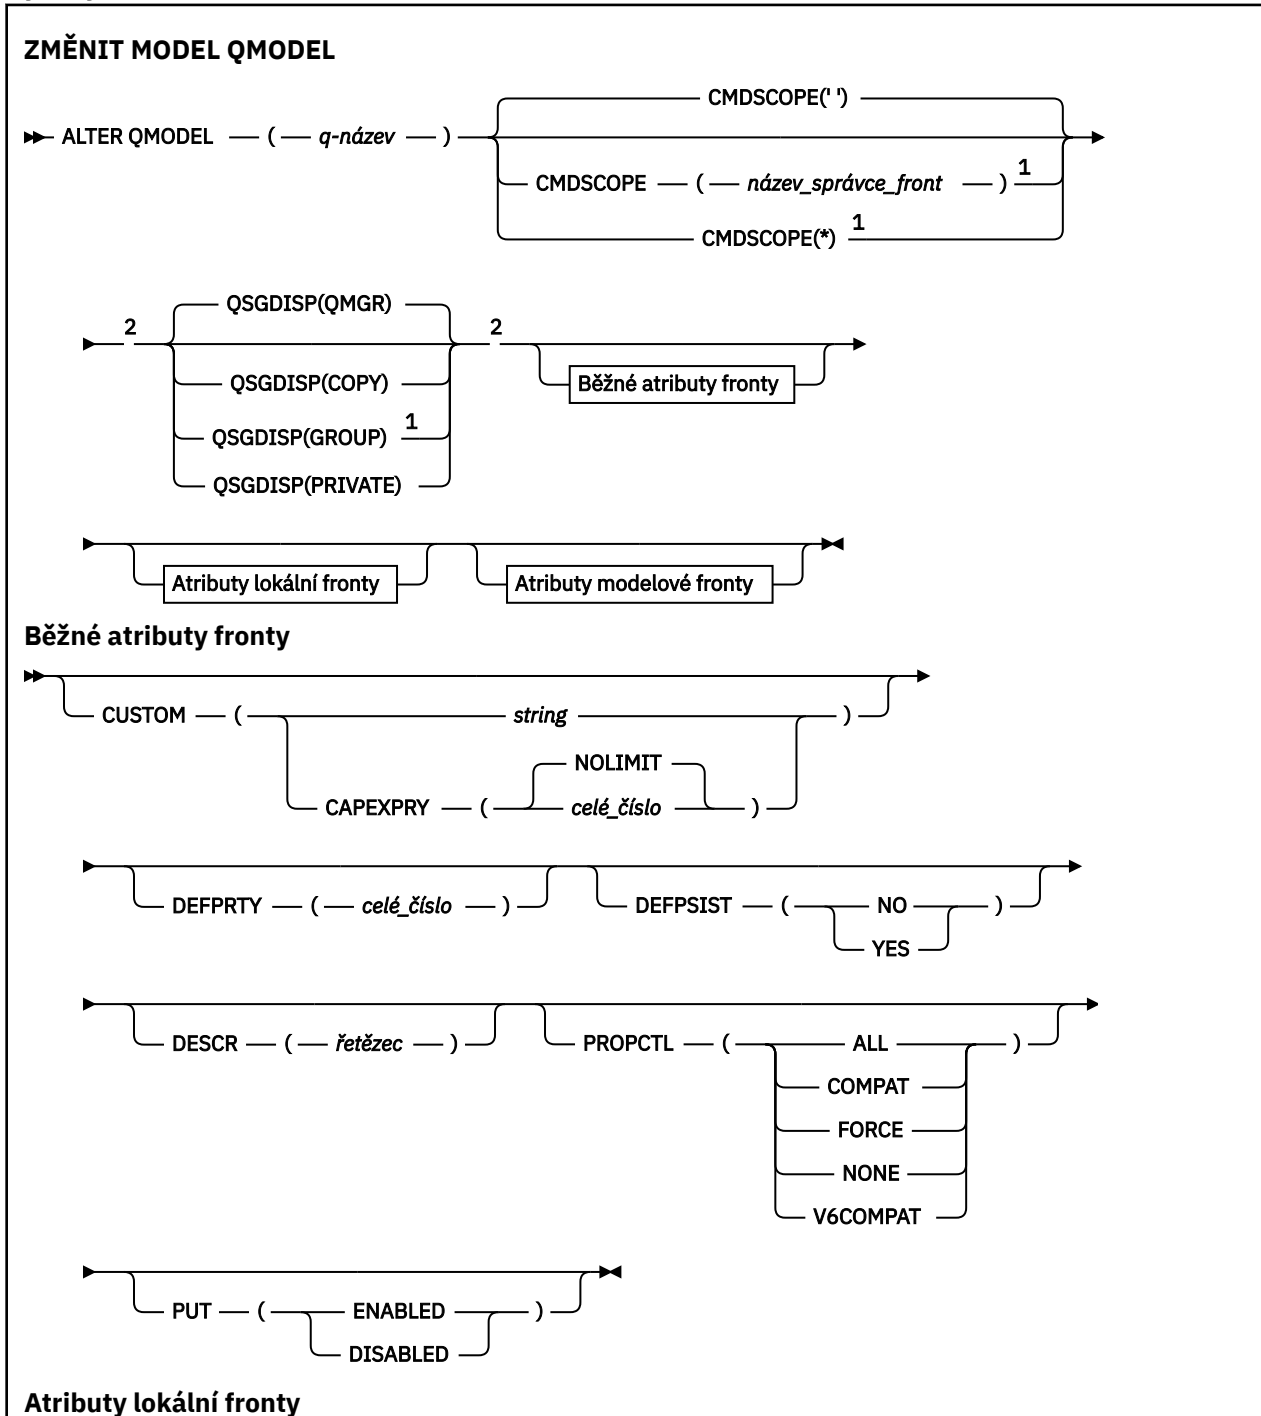 ZMĚNIT MODEL QMODEL
CMDSCOPE(' ')
ALTER QMODEL ( q-název )
CMDSCOPE ( název_správce_front ) 1
CMDSCOPE(*) 1
QSGDISP(QMGR)
2 2
QSGDISP(COPY) Běžné atributy fronty
QSGDISP(GROUP) 1
QSGDISP(PRIVATE)
Atributy lokální fronty Atributy modelové fronty
Běžné atributy fronty
CUSTOM ( string )
NOLIMIT
CAPEXPRY ( celé_číslo )
DEFPRTY ( celé_číslo ) DEFPSIST ( NO )
YES
DESCR ( řetězec ) PROPCTL ( ALL )
COMPAT
FORCE
NONE
V6COMPAT
PUT ( ENABLED )
DISABLED
Atributy lokální fronty